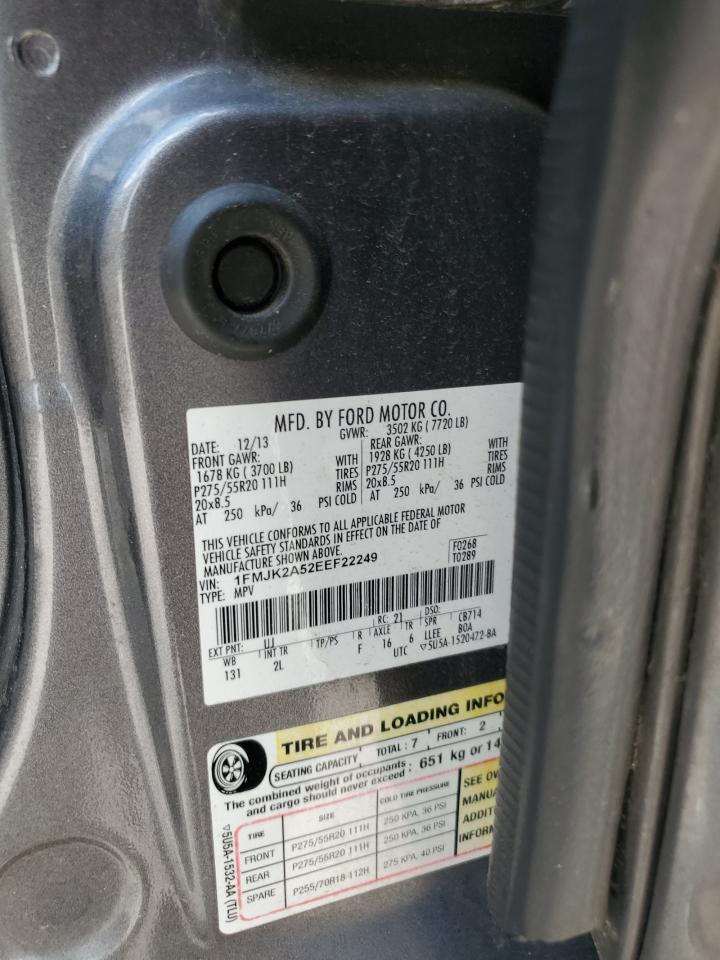 MFD. BY FORD MOTOR CO.
DATE: 12/13 GVWR: 3502 KG ( 7720 LB)
FRONT GAWR: WITH REAR GAWR: WITH
1678 KG ( 3700 LB) TIRES 1928 KG ( 4250 LB) TIRES
P275/55R20 111H RIMS P275/55R20 111H RIMS
20x8.5 20x8.5
AT 250 kPa/ 36 PSI COLD AT 250 kPa/ 36 PSI COLD
THIS VEHICLE CONFORMS TO ALL APPLICABLE FEDERAL MOTOR
VEHICLE SAFETY STANDARDS IN EFFECT ON THE DATE OF
MANUFACTURE SHOWN ABOVE.
VIN: 1FMJK2A52EEF22249 F0268
TYPE: MPV T0289
EXT PNT: UJ RC: 21 DSO:
WB INT TR TP/PS R AXLE TR SPR CB714
131 2L F 16 6 LLEE BOA
UTC ▽5U5A-1520472-BA
TIRE AND LOADING INFO
SEATING CAPACITY TOTAL: 7 FRONT: 2
The combined weight of occupants and cargo should never exceed: 651 kg or 14
TIRE SIZE COLD TIRE PRESSURE SEE OW
FRONT P275/55R20 111H 250 KPA, 36 PSI MANUA
REAR P275/55R20 111H 250 KPA, 36 PSI ADDITI
SPARE P255/70R18 112H 275 KPA, 40 PSI INFORM
▽5U5A-1532-AA (TLU)